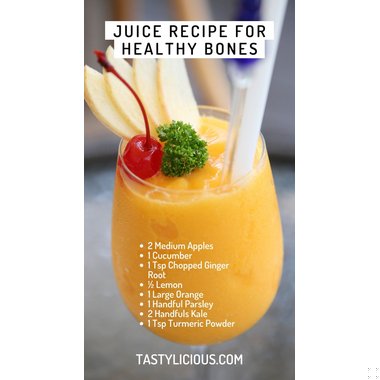 JUICE RECIPE FOR
HEALTHY BONES
• 2 Medium Apples
• 1 Cucumber
• 1 Tsp Chopped Ginger
Root
• ½ Lemon
• 1 Large Orange
• 1 Handful Parsley
• 2 Handfuls Kale
• 1 Tsp Turmeric Powder
TASTYLICIOUS.COM